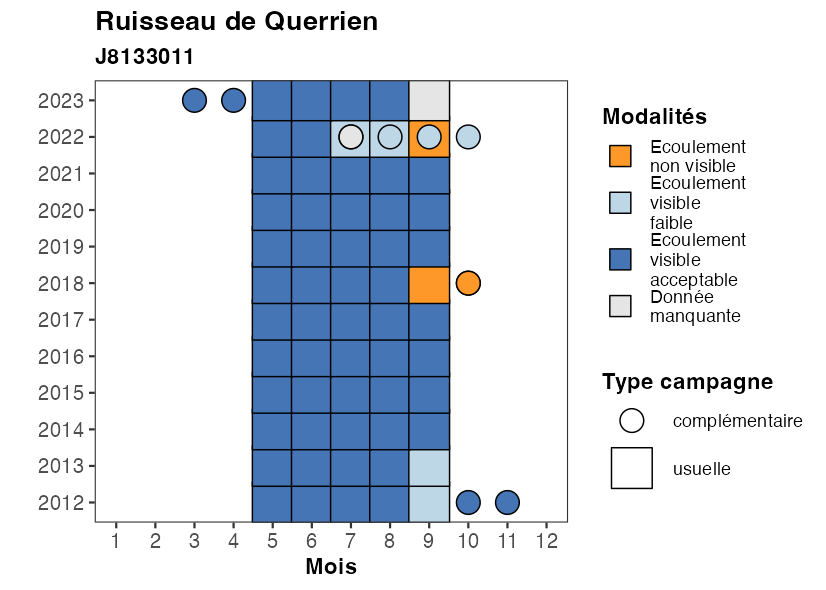 Ruisseau de Querrien
J8133011
2023
2022
2021
2020
2019
2018
2017
2016
2015
2014
2013
2012
1 2 3 4 5 6 7 8 9 10 11 12
Mois
Modalités
Ecoulement
non visible
Ecoulement
visible
faible
Ecoulement
visible
acceptable
Donnée
manquante
Type campagne
complémentaire
usuelle